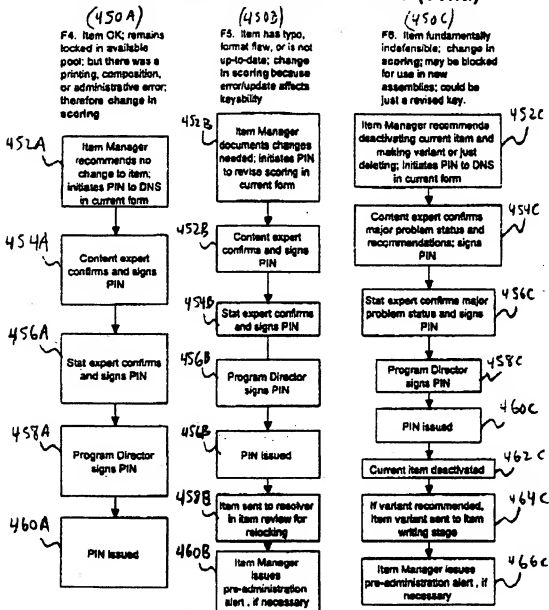 (450A)
F4. Item OK; remains
locked in available
pool; but there was a
printing, composition,
or administrative error;
therefore change in
scoring
452A
Item Manager
recommends no
change to item;
initiates PIN to DNS
in current form
454A
Content expert
confirms and signs
PIN
456A
Stat expert confirms
and signs PIN
458A
Program Director
signs PIN
460A
PIN issued
(450B)
F5. Item has typo,
format flaw, or is not
up-to-date; change
in scoring because
error/update affects
keyability
452B
Item Manager
documents changes
needed; initiates PIN
to revise scoring in
current form
452B
Content expert
confirms and signs
PIN
454B
Stat expert confirms
and signs PIN
456B
Program Director
signs PIN
456B
PIN issued
458B
Item sent to resolver
in item review for
relocking
460B
Item Manager
issues
pre-administration
alert, if necessary
(450C)
F6. Item fundamentally
indefensible; change in
scoring; may be blocked
for use in new
assemblies; could be
just a revised key.
452C
Item Manager recommends
deactivating current item and
making variant or just
deleting; initiates PIN to DNS
in current form
454C
Content expert confirms
major problem status and
recommendations; signs
PIN
456C
Stat expert confirms major
problem status and signs
PIN
458C
Program Director
signs PIN
460C
PIN issued
462C
Current item deactivated
464C
If variant recommended,
item variant sent to item
writing stage
466C
Item Manager issues
pre-administration alert, if
necessary